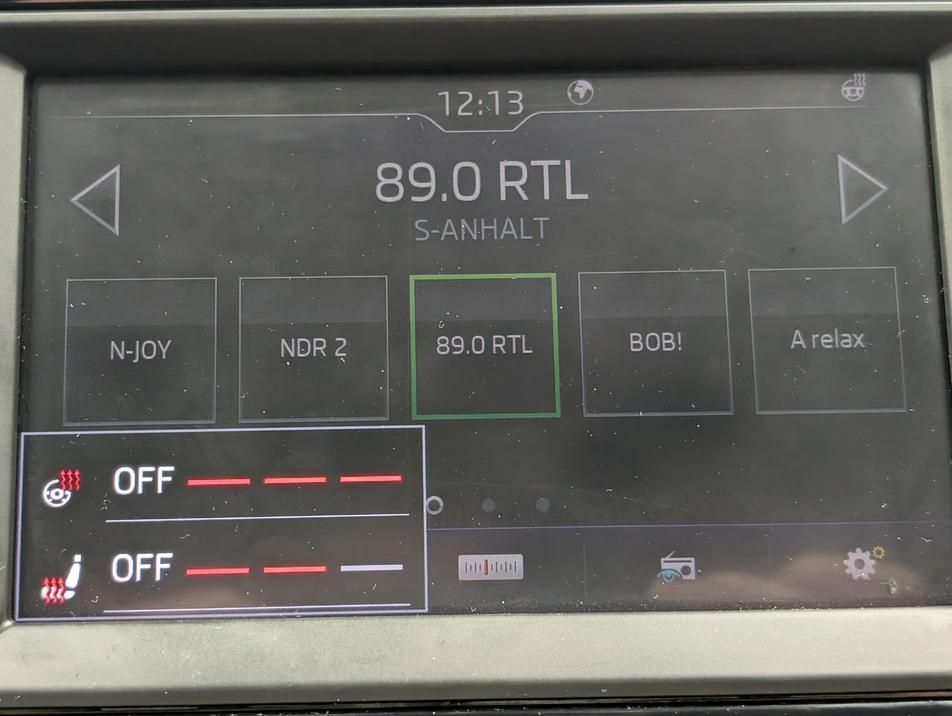 12:13
89.0 RTL
S-ANHALT
N-JOY
NDR 2
89.0 RTL
BOB!
A relax
OFF
OFF